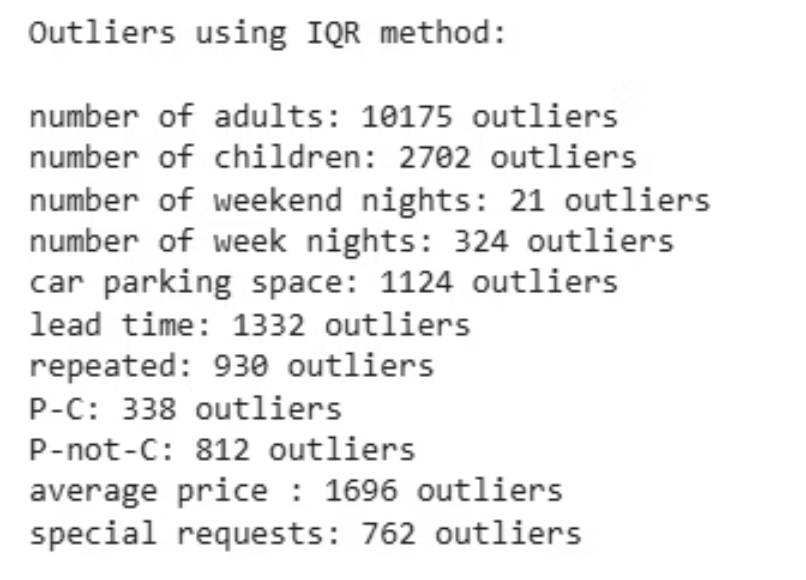 Outliers using IQR method:
number of adults: 10175 outliers
number of children: 2702 outliers
number of weekend nights: 21 outliers
number of week nights: 324 outliers
car parking space: 1124 outliers
lead time: 1332 outliers
repeated: 930 outliers
P-C: 338 outliers
P-not-C: 812 outliers
average price : 1696 outliers
special requests: 762 outliers